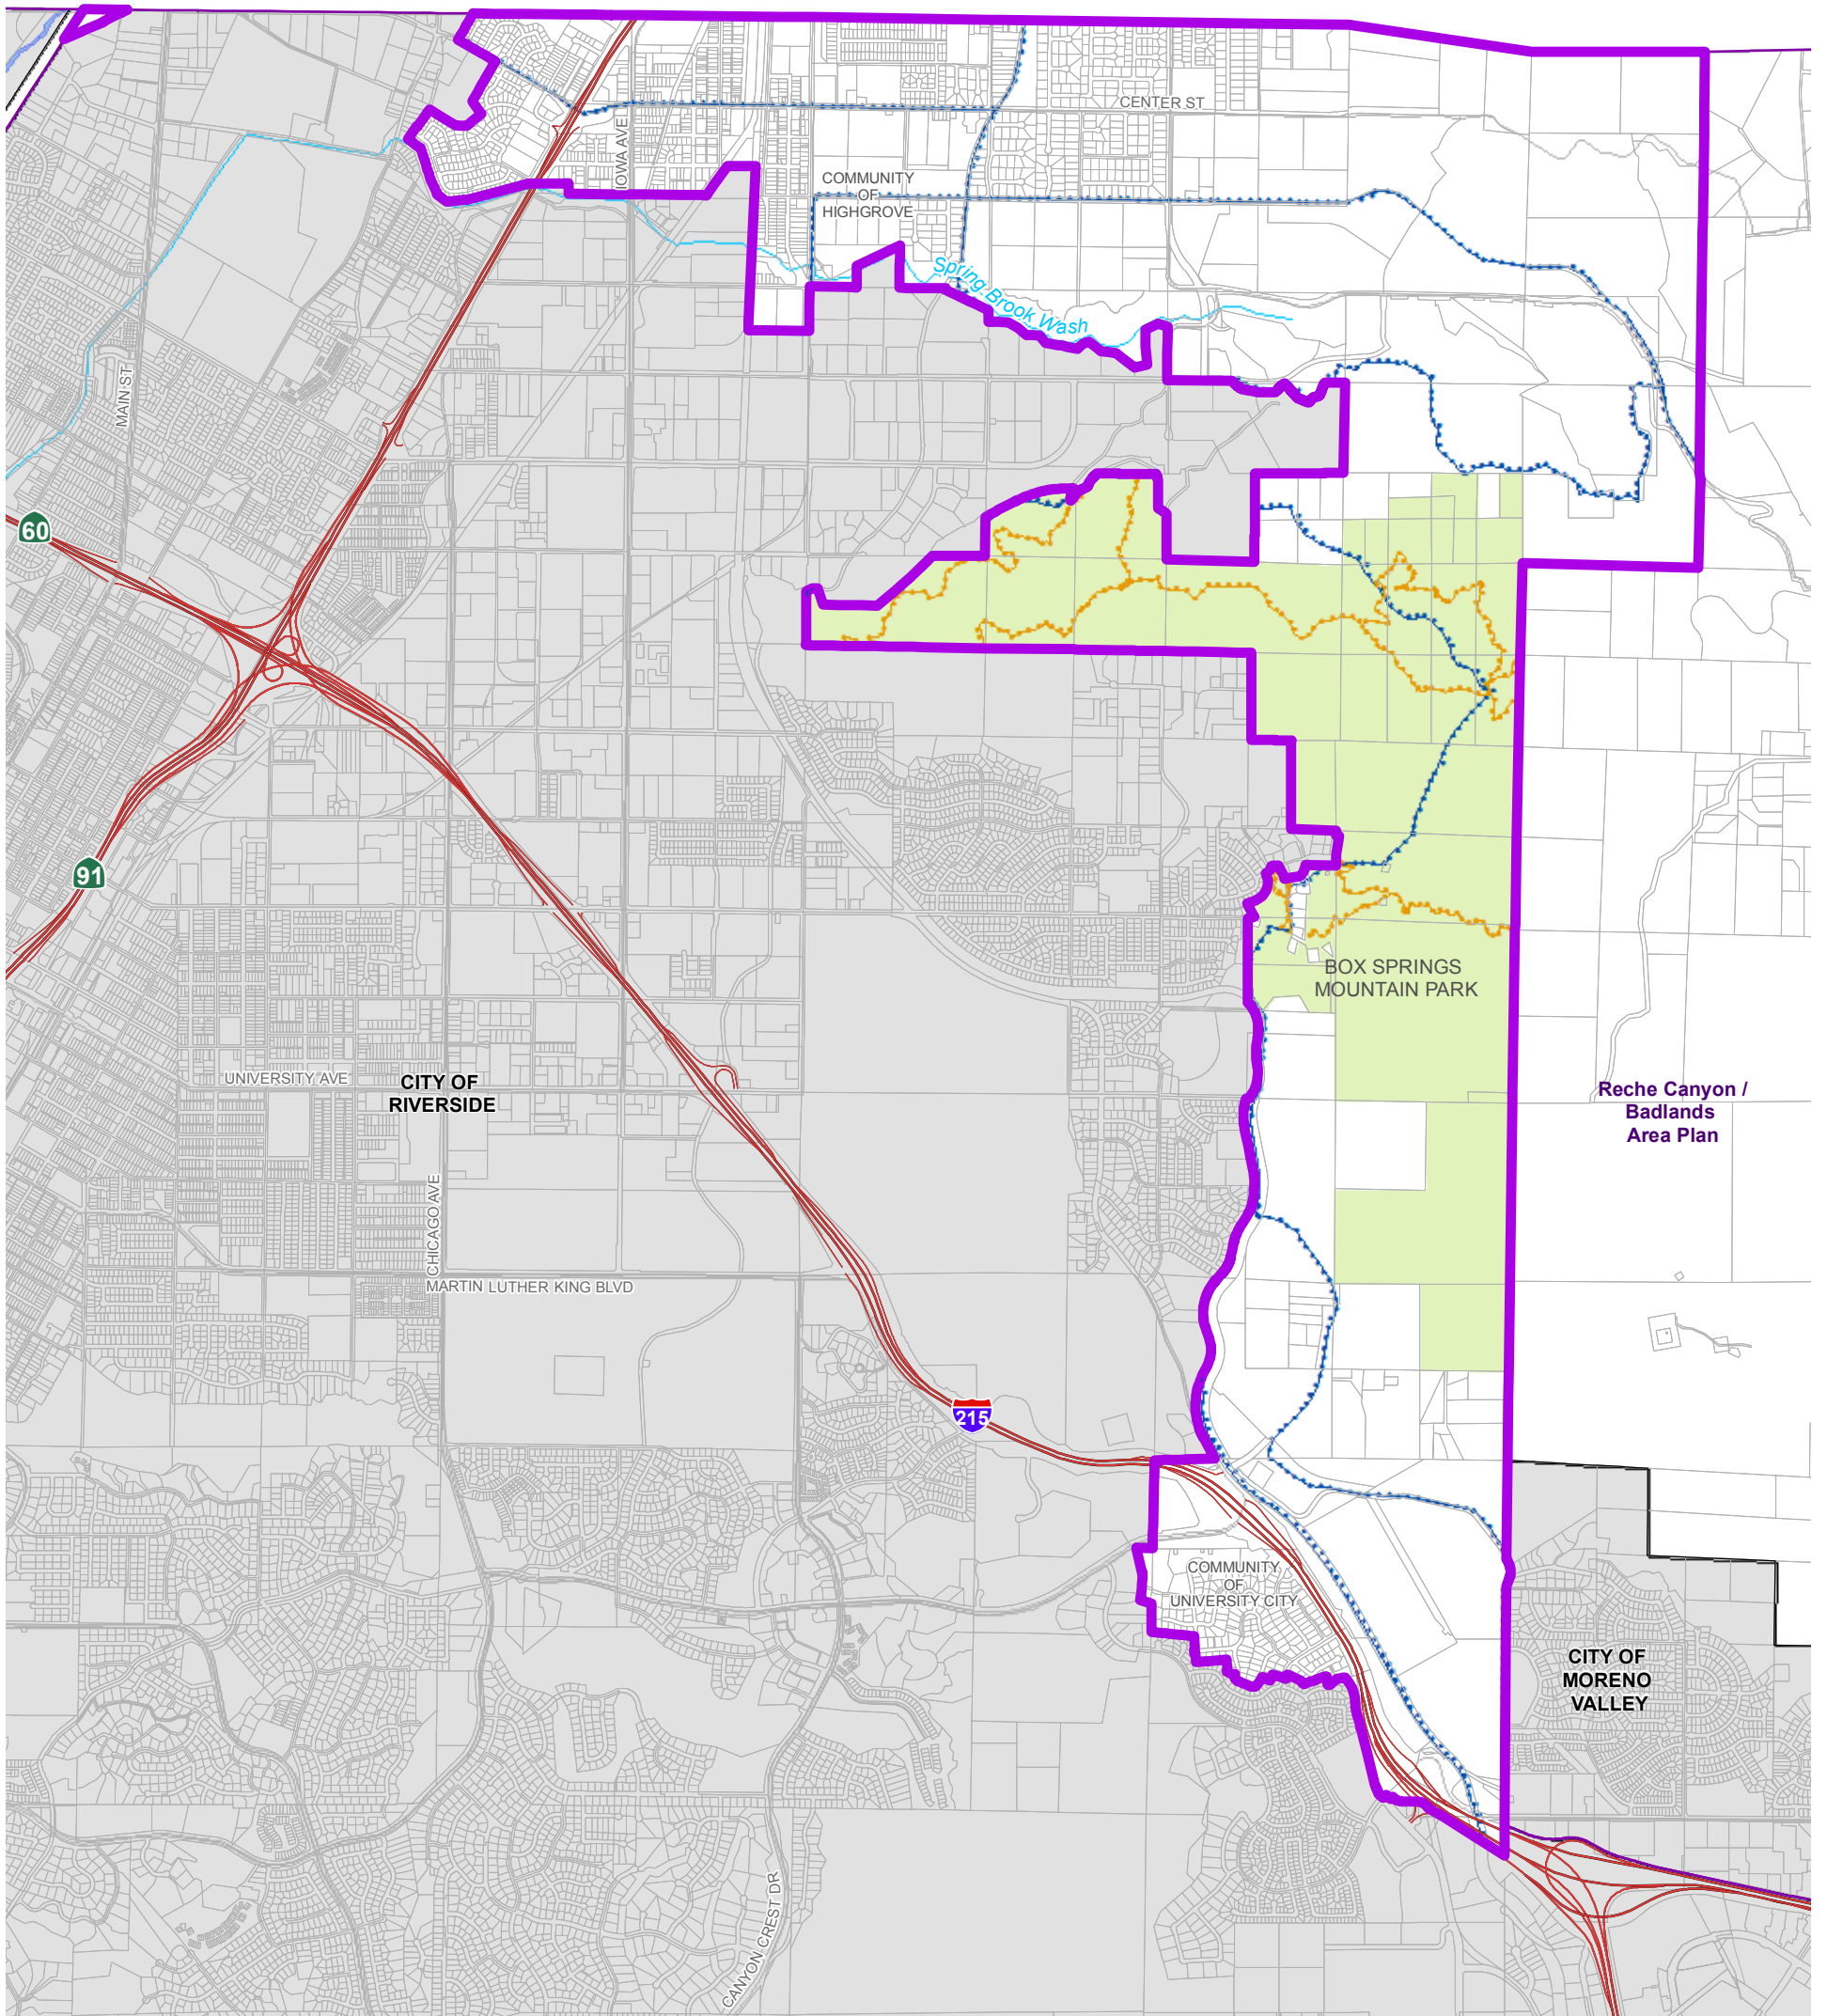 CENTER ST
IOWA AVE
COMMUNITY
OF
HIGHGROVE
Spring Brook Wash
MAIN ST
60
91
BOX SPRINGS
MOUNTAIN PARK
UNIVERSITY AVE
CITY OF
RIVERSIDE
Reche Canyon /
Badlands
Area Plan
CHICAGO AVE
MARTIN LUTHER KING BLVD
215
COMMUNITY
OF
UNIVERSITY CITY
CITY OF
MORENO
VALLEY
CANYON CREST DR